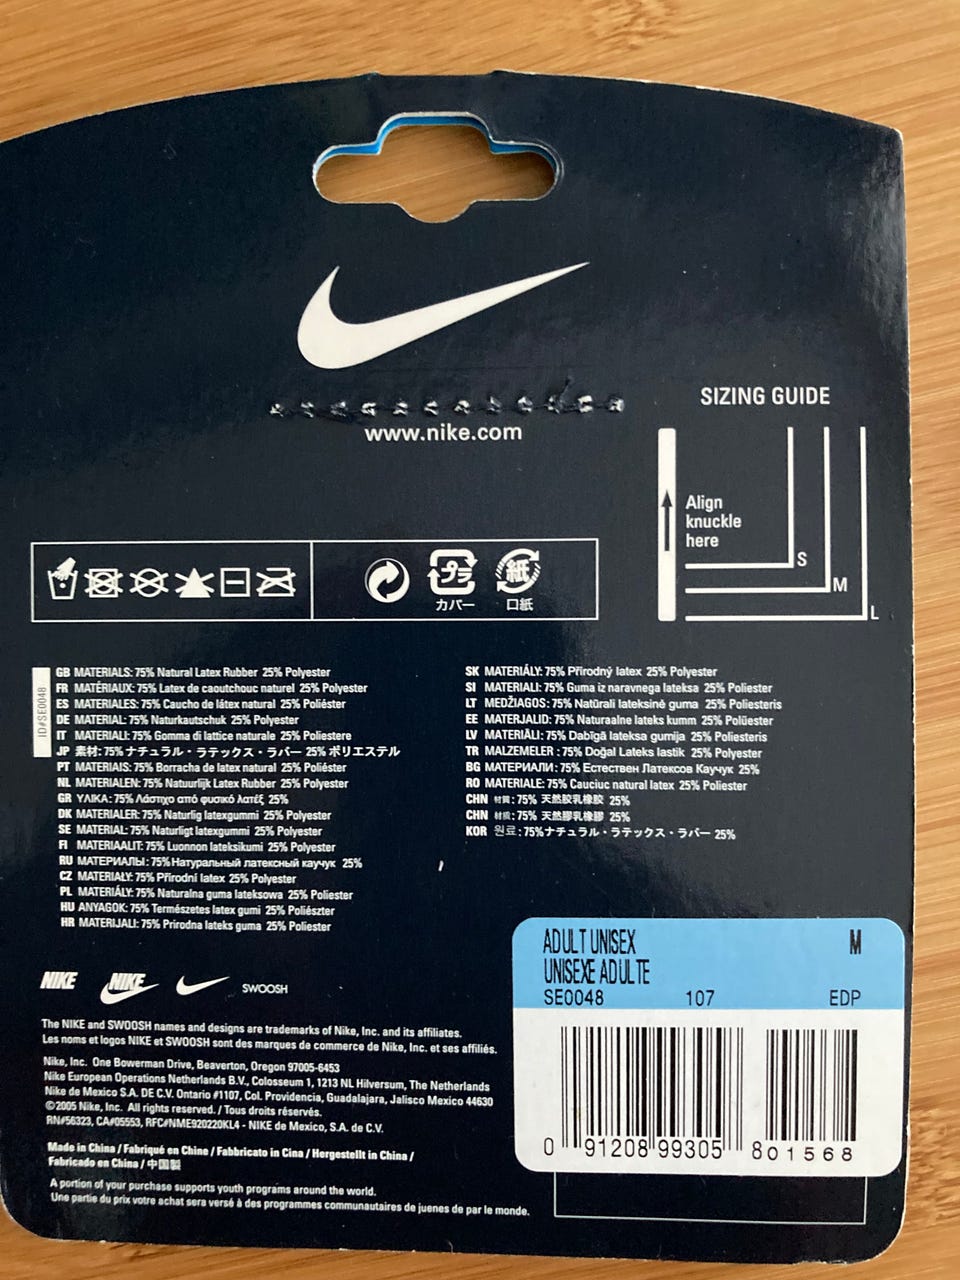 www.nike.com
SIZING GUIDE
Align
knuckle
here
S
M
L
プラ
カバー
紙
口紙
ID#SE0048
GB MATERIALS: 75% Natural Latex Rubber 25% Polyester
FR MATÉRIAUX: 75% Latex de caoutchouc naturel 25% Polyester
ES MATERIALES: 75% Caucho de látex natural 25% Poliéster
DE MATERIAL: 75% Naturkautschuk 25% Polyester
IT MATERIALI: 75% Gomma di lattice naturale 25% Poliestere
JP 素材: 75% ナチュラル・ラテックス・ラバー 25% ポリエステル
PT MATERIAIS: 75% Borracha de latex natural 25% Poliéster
NL MATERIALEN: 75% Natuurlijk Latex Rubber 25% Polyester
GR ΥΛΙΚΑ: 75% Λάστιχο από φυσικό λατέξ 25%
DK MATERIALER: 75% Naturlig latexgummi 25% Polyester
SE MATERIAL: 75% Naturligt latexgummi 25% Polyester
FI MATERIAALIT: 75% Luonnon lateksikumi 25% Polyester
RU МАТЕРИАЛЫ: 75% Натуральный латексный каучук 25%
CZ MATERIAŁY: 75% Přírodní latex 25% Polyester
PL MATERIÁLY: 75% Naturalna guma lateksowa 25% Poliester
HU ANYAGOK: 75% Természetes latex gumi 25% Poliészter
HR MATERIJALI: 75% Prirodna lateks guma 25% Poliester
SK MATERIÁLY: 75% Přírodný latex 25% Polyester
SI MATERIALI: 75% Guma iz naravnega lateksa 25% Poliester
LT MEDŽIAGOS: 75% Natūrali lateksinė guma 25% Poliesteris
EE MATERJALID: 75% Naturaalne lateks kumm 25% Polüester
LV MATERIĀLI: 75% Dabīgā lateksa gumija 25% Poliesteris
TR MALZEMELER: 75% Doğal Lateks lastik 25% Polyester
BG МАТЕРИАЛИ: 75% Естествен Латексов Каучук 25%
RO MATERIALE: 75% Cauciuc natural latex 25% Poliester
CHN 材质: 75% 天然胶乳橡胶 25%
CHN 材质: 75% 天然膠乳橡膠 25%
KOR 원료: 75%ナチュラル・ラテックス・ラバー 25%
NIKE NIKE SWOOSH
The NIKE and SWOOSH names and designs are trademarks of Nike, Inc. and its affiliates.
Les noms et logos NIKE et SWOOSH sont des marques de commerce de Nike, Inc. et ses affiliés.
Nike, Inc. One Bowerman Drive, Beaverton, Oregon 97005-6453
Nike European Operations Netherlands B.V., Colosseum 1, 1213 NL Hilversum, The Netherlands
Nike de Mexico S.A. DE C.V. Ontario #1107, Col. Providencia, Guadalajara, Jalisco Mexico 44630
©2005 Nike, Inc. All rights reserved. / Tous droits réservés.
RN#56323, CA#05553, RFC#NME920220KL4 - NIKE de Mexico, S.A. de C.V.
Made in China / Fabriqué en Chine / Fabbricato in Cina / Hergestellt in China /
Fabricado en China / 中国製
A portion of your purchase supports youth programs around the world.
Une partie du prix votre achat sera versé à des programmes communautaires de juenes de par le monde.
ADULT UNISEX M
UNISEXE ADULTE
SE0048 107 EDP
0 91208 99305 8 01568